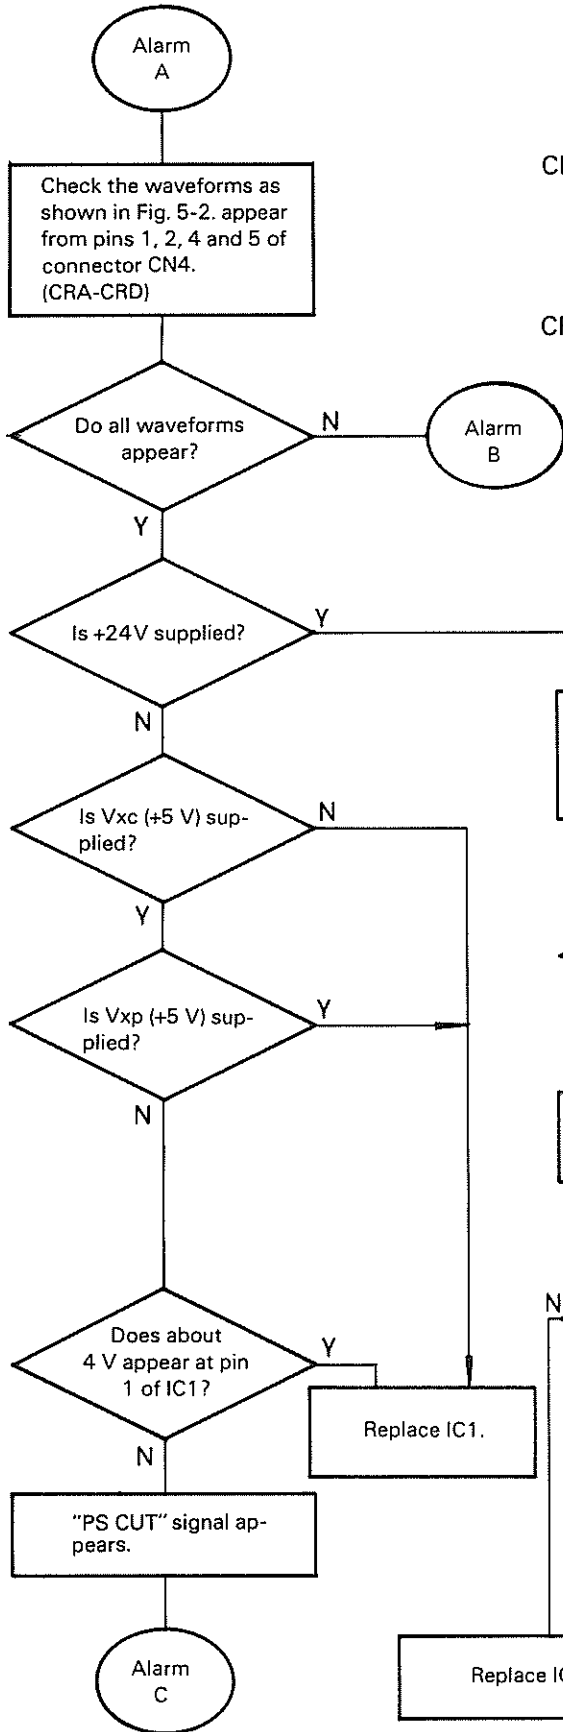 Alarm
A
Check the waveforms as
shown in Fig. 5-2. appear
from pins 1, 2, 4 and 5 of
connector CN4.
(CRA-CRD)
Do all waveforms
appear?
N
Alarm
B
Y
Is +24V supplied?
Y
N
Is Vxc (+5 V) sup-
plied?
N
Y
Is Vxp (+5 V) sup-
plied?
Y
N
Does about
4 V appear at pin
1 of IC1?
Y
N
Replace IC1.
"PS CUT" signal ap-
pears.
Alarm
C
N
Replace